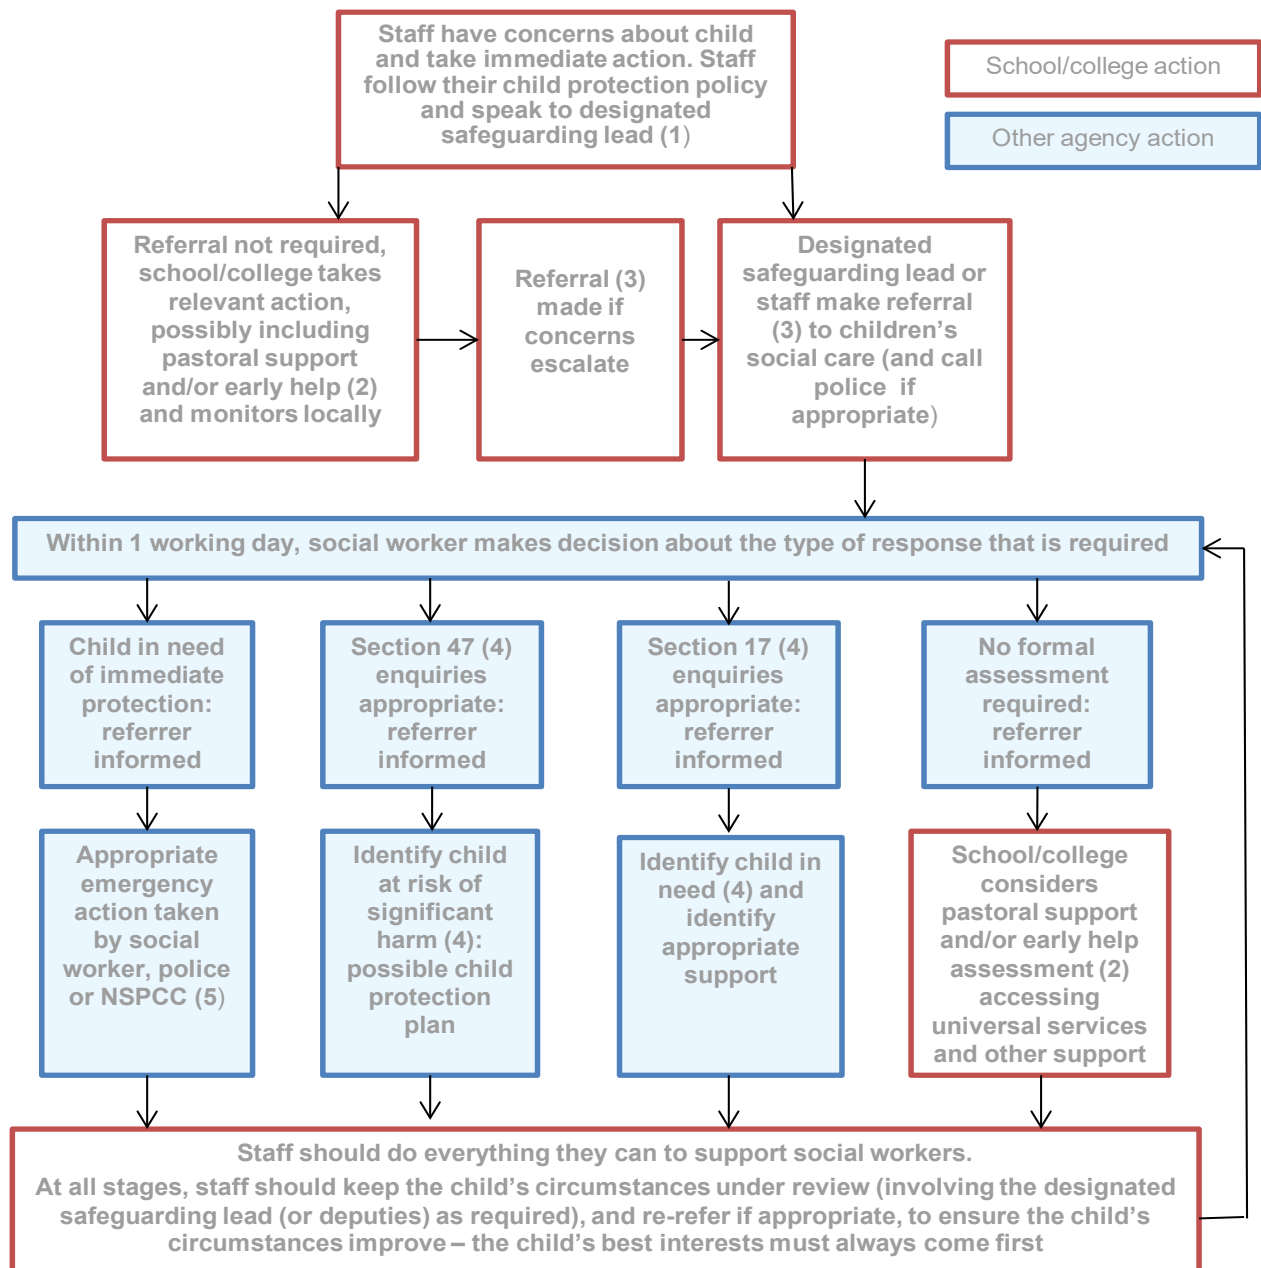 Staff have concerns about child
and take immediate action. Staff
follow their child protection policy
and speak to designated
safeguarding lead (1)
School/college action
Other agency action
Referral not required,
school/college takes
relevant action,
possibly including
pastoral support
and/or early help (2)
and monitors locally
Referral (3)
made if
concerns
escalate
Designated
safeguarding lead or
staff make referral
(3) to children’s
social care (and call
police if
appropriate)
Within 1 working day, social worker makes decision about the type of response that is required
Child in need
of immediate
protection:
referrer
informed
Section 47 (4)
enquiries
appropriate:
referrer
informed
Section 17 (4)
enquiries
appropriate:
referrer
informed
No formal
assessment
required:
referrer
informed
Appropriate
emergency
action taken
by social
worker, police
or NSPCC (5)
Identify child
at risk of
significant
harm (4):
possible child
protection
plan
Identify child in
need (4) and
identify
appropriate
support
School/college
considers
pastoral support
and/or early help
assessment (2)
accessing
universal services
and other support
Staff should do everything they can to support social workers.
At all stages, staff should keep the child’s circumstances under review (involving the designated
safeguarding lead (or deputies) as required), and re-refer if appropriate, to ensure the child’s
circumstances improve – the child’s best interests must always come first